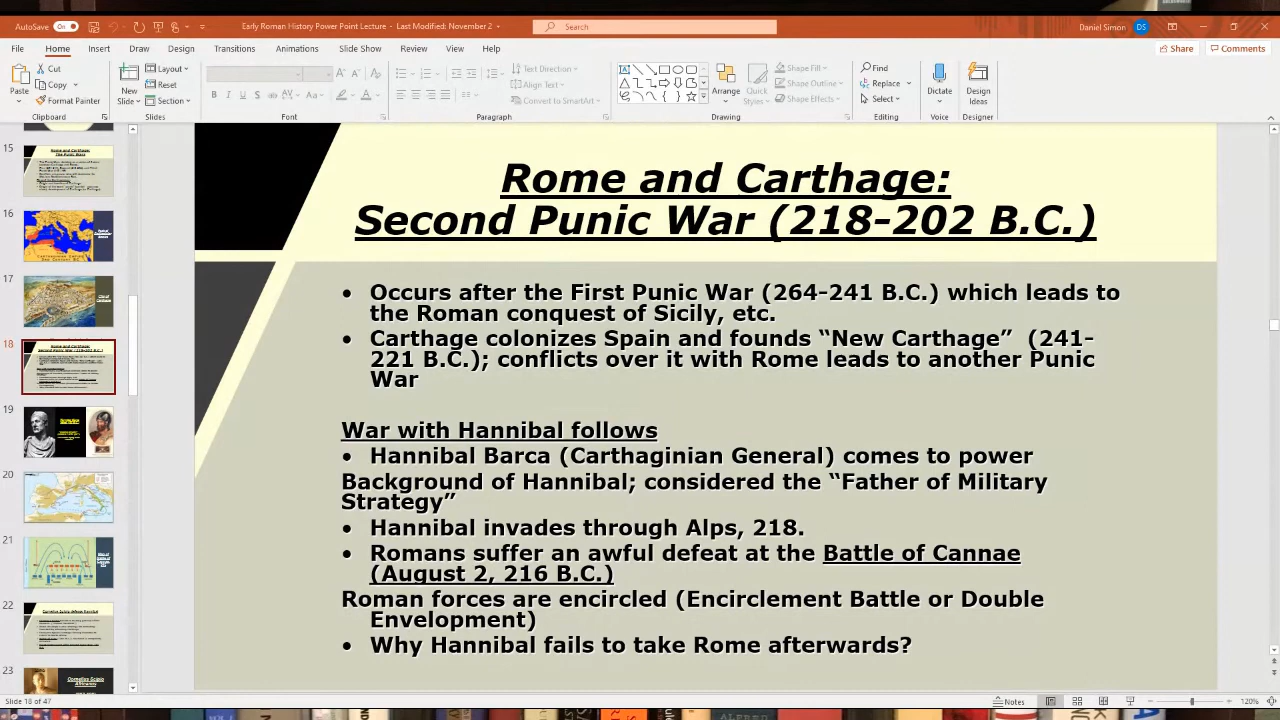 AutoSave On
Early Roman History Power Point Lecture - Last Modified: November 2
Search
Daniel Simon DS
File Home Insert Draw Design Transitions Animations Slide Show Review View Help
Share Comments
Paste
Cut
Copy
Format Painter
Clipboard
New Slide
Layout
Reset
Section
Slides
B I U S ab AV Aa A
Font
Text Direction
Align Text
Convert to SmartArt
Paragraph
Arrange
Quick Styles
Shape Fill
Shape Outline
Shape Effects
Drawing
Find
Replace
Select
Editing
Dictate
Voice
Design Ideas
Designer
15
16
17
18
19
20
21
22
23
Rome and Carthage:
Second Punic War (218-202 B.C.)
• Occurs after the First Punic War (264-241 B.C.) which leads to
the Roman conquest of Sicily, etc.
• Carthage colonizes Spain and founds “New Carthage” (241-
221 B.C.); conflicts over it with Rome leads to another Punic
War
War with Hannibal follows
• Hannibal Barca (Carthaginian General) comes to power
Background of Hannibal; considered the “Father of Military
Strategy”
• Hannibal invades through Alps, 218.
• Romans suffer an awful defeat at the Battle of Cannae
(August 2, 216 B.C.)
Roman forces are encircled (Encirclement Battle or Double
Envelopment)
• Why Hannibal fails to take Rome afterwards?
Slide 18 of 47
Notes
120%